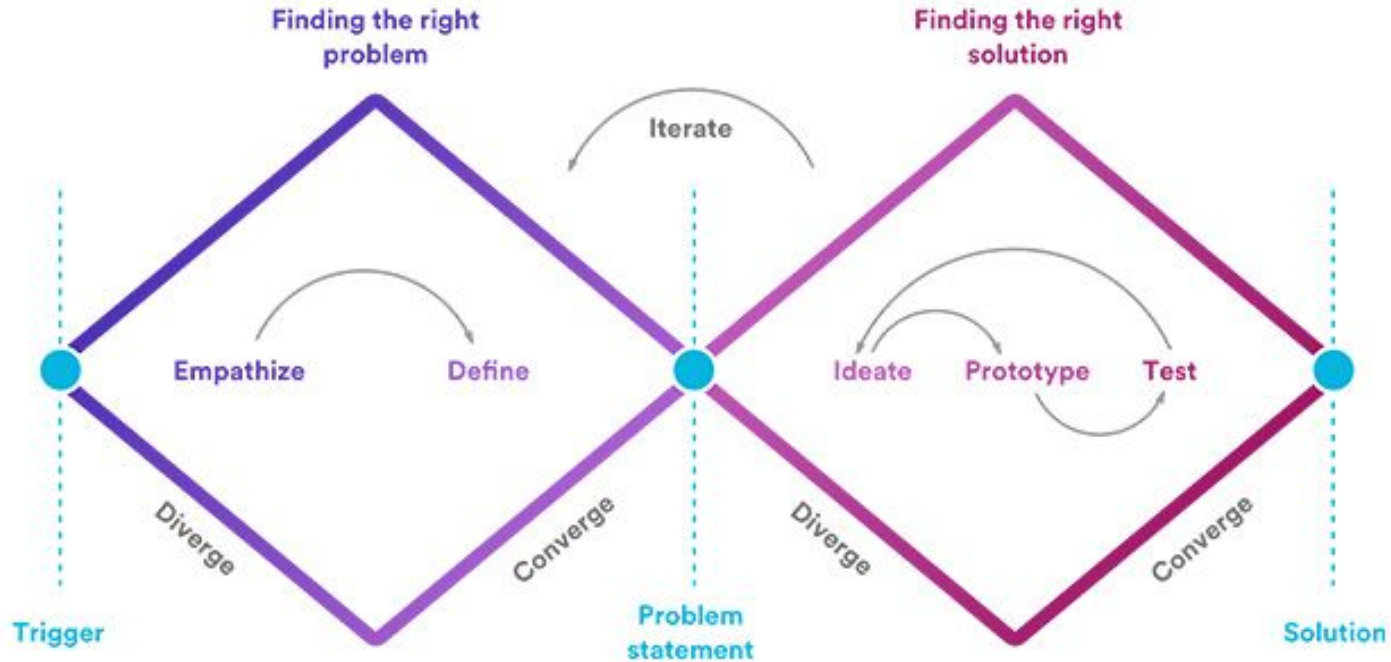 Finding the right
problem
Finding the right
solution
Iterate
Empathize
Define
Ideate
Prototype
Test
Diverge
Converge
Diverge
Converge
Trigger
Problem
statement
Solution